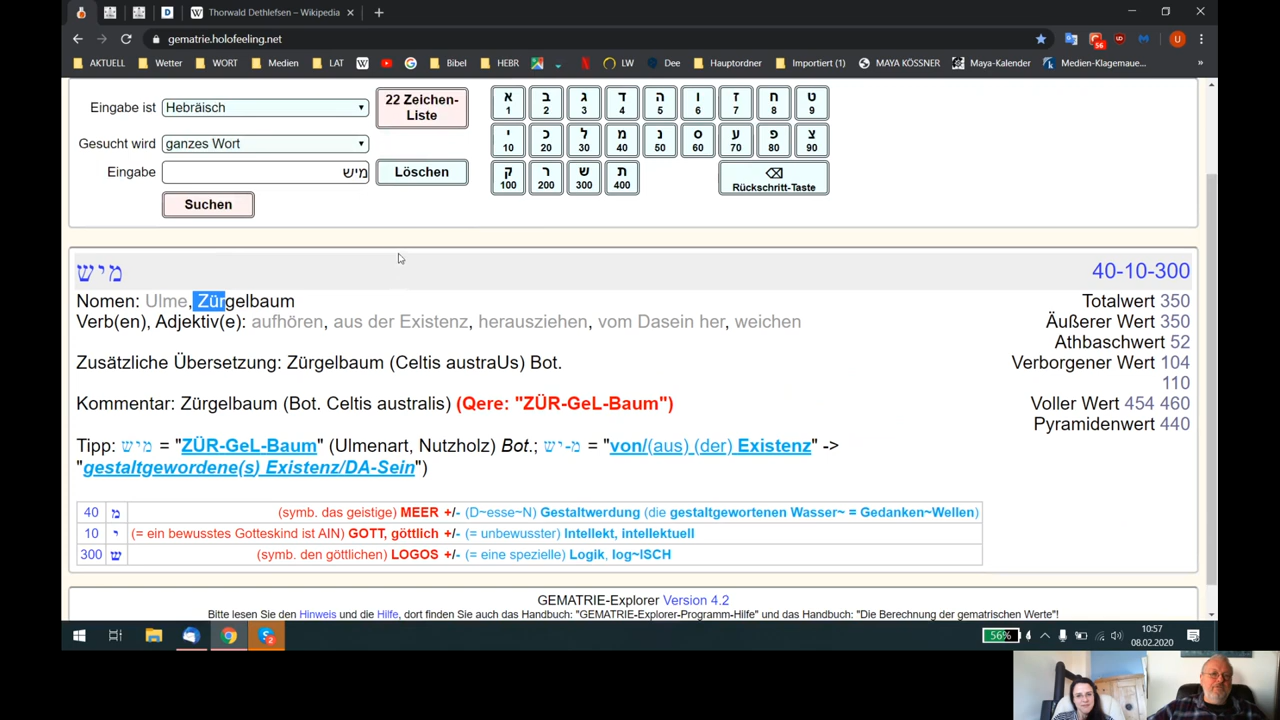 Thorwald Dethlefsen – Wikipedia
gematrie.holofeeling.net
56
U
AKTUELL Wetter WORT Medien LAT Bibel HEBR LW Dee Hauptordner Importiert (1) MAYA KÖSSNER Maya-Kalender Medien-Klagemaue...
Eingabe ist Hebräisch
22 Zeichen-
Liste
Gesucht wird ganzes Wort
Eingabe מיש Löschen
Suchen
א ב ג ד ה ו ז ח ט
1 2 3 4 5 6 7 8 9
י כ ל מ נ ס ע פ צ
10 20 30 40 50 60 70 80 90
ק ר ש ת
100 200 300 400
Rückschritt-Taste
מיש 40-10-300
Nomen: Ulme, Zürgelbaum Totalwert 350
Verb(en), Adjektiv(e): aufhören, aus der Existenz, herausziehen, vom Dasein her, weichen Äußerer Wert 350
Athbaschwert 52
Zusätzliche Übersetzung: Zürgelbaum (Celtis austraUs) Bot. Verborgener Wert 104
110
Kommentar: Zürgelbaum (Bot. Celtis australis) (Qere: "ZÜR-GeL-Baum") Voller Wert 454 460
Pyramidenwert 440
Tipp: מיש = "ZÜR-GeL-Baum" (Ulmenart, Nutzholz) Bot.; מ-יש = "von/(aus) (der) Existenz" ->
"gestaltgewordene(s) Existenz/DA-Sein")
40 מ (symb. das geistige) MEER +/- (D~esse~N) Gestaltwerdung (die gestaltgewortenen Wasser~ = Gedanken~Wellen)
10 י (= ein bewusstes Gotteskind ist AIN) GOTT, göttlich +/- (= unbewusster) Intellekt, intellektuell
300 ש (symb. den göttlichen) LOGOS +/- (= eine spezielle) Logik, log~ISCH
GEMATRIE-Explorer Version 4.2
Bitte lesen Sie den Hinweis und die Hilfe, dort finden Sie auch das Handbuch: "GEMATRIE-Explorer-Programm-Hilfe" und das Handbuch: "Die Berechnung der gematrischen Werte"!
56%
10:57
08.02.2020